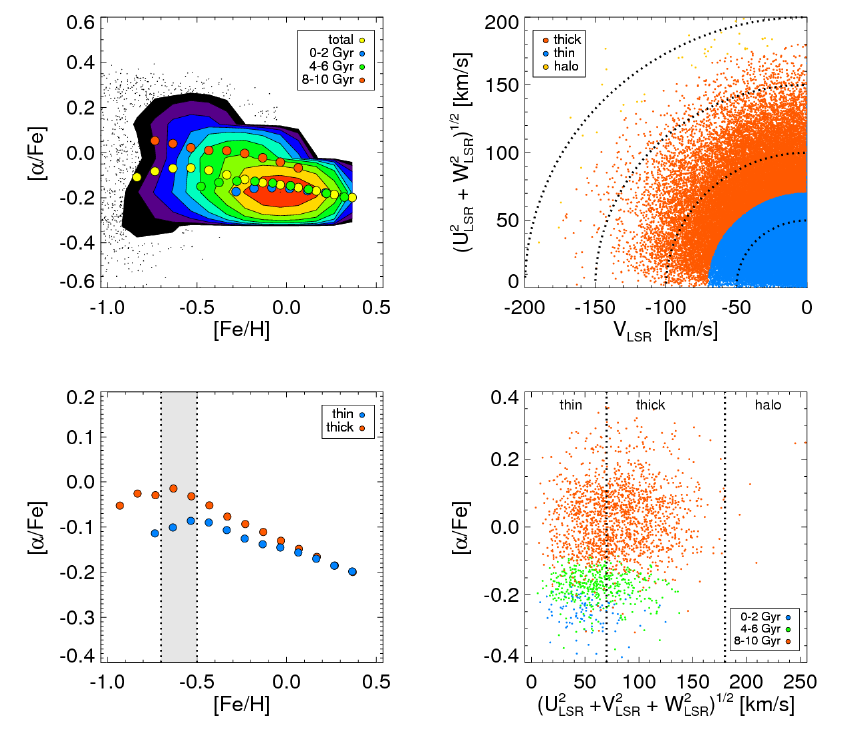 0.6
0.4
0.2
0.0
-0.2
-0.4
-0.6
[α/Fe]
total
0-2 Gyr
4-6 Gyr
8-10 Gyr
-1.0 -0.5 0.0 0.5
[Fe/H]
200
150
100
50
0
(U²LSR + W²LSR)¹/² [km/s]
thick
thin
halo
-200 -150 -100 -50 0
VLSR [km/s]
0.2
0.1
0.0
-0.1
-0.2
-0.3
-0.4
[α/Fe]
thin
thick
-1.0 -0.5 0.0 0.5
[Fe/H]
0.4
0.2
0.0
-0.2
-0.4
[α/Fe]
thin thick halo
0-2 Gyr
4-6 Gyr
8-10 Gyr
0 50 100 150 200 250
(U²LSR +V²LSR + W²LSR)¹/² [km/s]